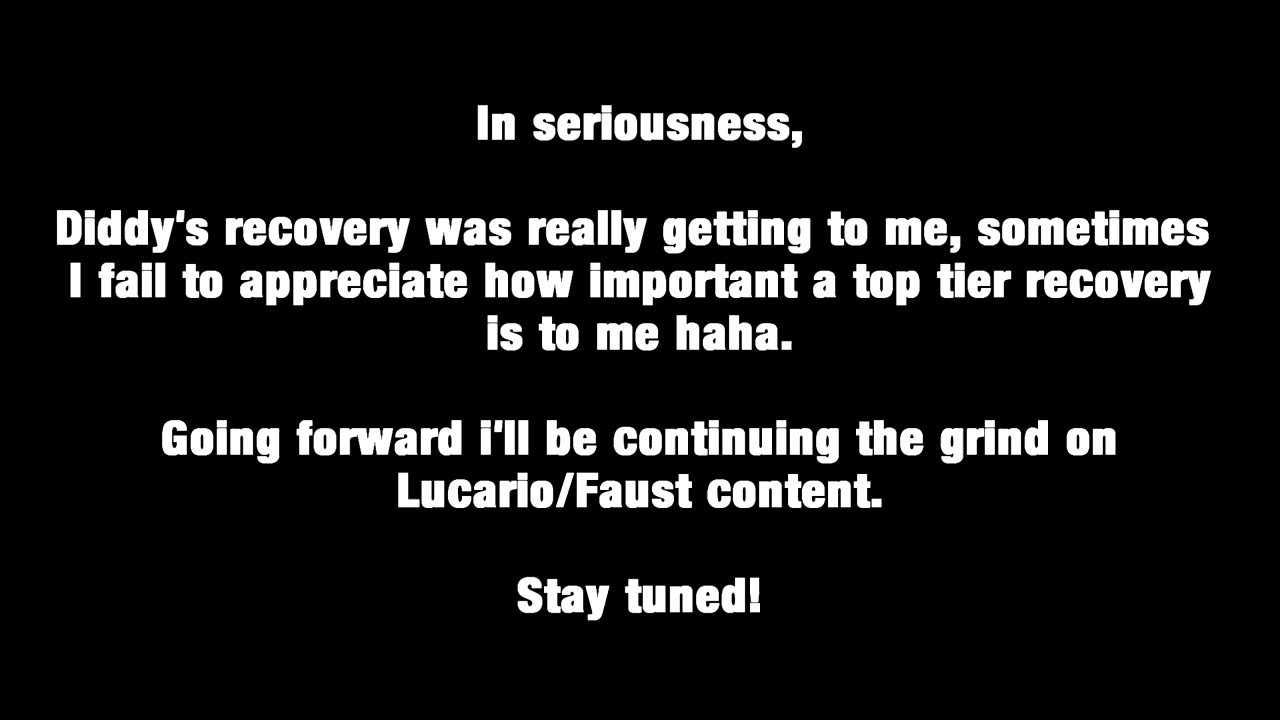 In seriousness,
Diddy's recovery was really getting to me, sometimes
I fail to appreciate how important a top tier recovery
is to me haha.
Going forward i'll be continuing the grind on
Lucario/Faust content.
Stay tuned!